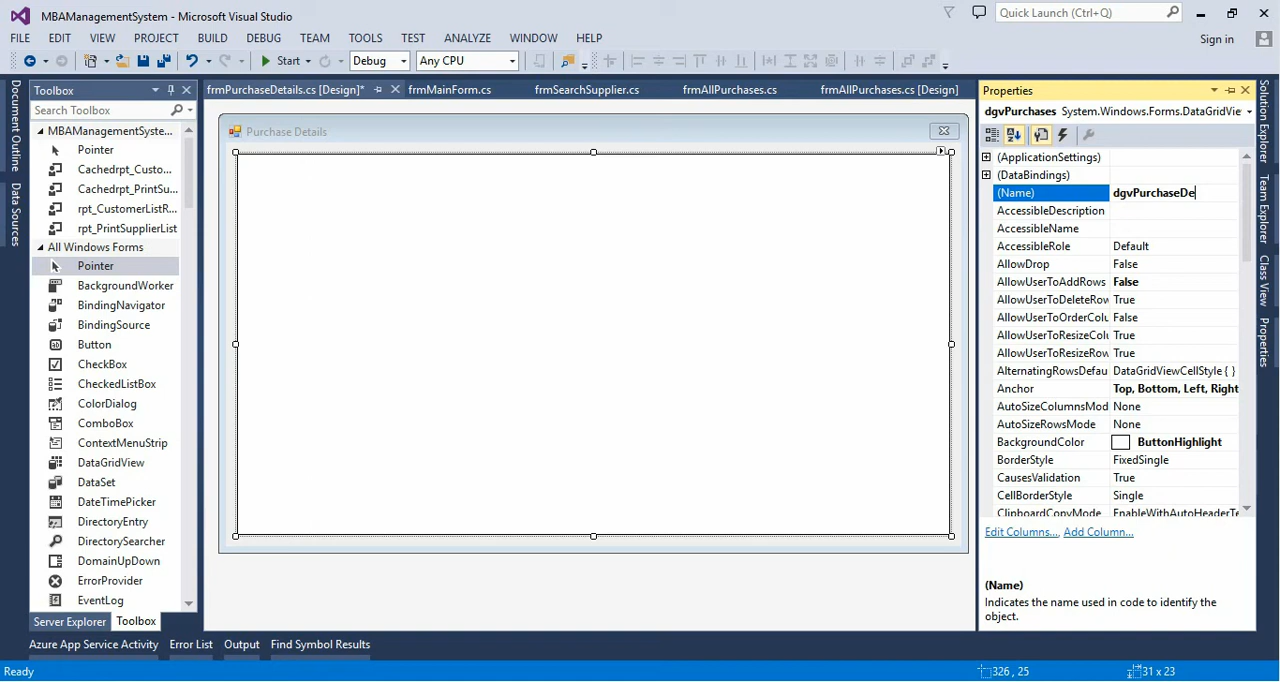 MBAManagementSystem - Microsoft Visual Studio
Quick Launch (Ctrl+Q)
FILE EDIT VIEW PROJECT BUILD DEBUG TEAM TOOLS TEST ANALYZE WINDOW HELP
Sign in
Start Debug Any CPU
Document Outline
Data Sources
Toolbox
Search Toolbox
MBAManagementSyste...
Pointer
Cachedrpt_Custo...
Cachedrpt_PrintSu...
rpt_CustomerListR...
rpt_PrintSupplierList
All Windows Forms
Pointer
BackgroundWorker
BindingNavigator
BindingSource
Button
CheckBox
CheckedListBox
ColorDialog
ComboBox
ContextMenuStrip
DataGridView
DataSet
DateTimePicker
DirectoryEntry
DirectorySearcher
DomainUpDown
ErrorProvider
EventLog
Server Explorer Toolbox
frmPurchaseDetails.cs [Design]* frmMainForm.cs frmSearchSupplier.cs frmAllPurchases.cs frmAllPurchases.cs [Design]
Purchase Details
Properties
dgvPurchases System.Windows.Forms.DataGridVie
(ApplicationSettings)
(DataBindings)
(Name) dgvPurchaseDe
AccessibleDescription
AccessibleName
AccessibleRole Default
AllowDrop False
AllowUserToAddRows False
AllowUserToDeleteRow True
AllowUserToOrderColu False
AllowUserToResizeColu True
AllowUserToResizeRow True
AlternatingRowsDefau DataGridViewCellStyle { }
Anchor Top, Bottom, Left, Right
AutoSizeColumnsMod None
AutoSizeRowsMode None
BackgroundColor ButtonHighlight
BorderStyle FixedSingle
CausesValidation True
CellBorderStyle Single
ClipboardCopyMode EnableWithAutoHeaderTe
Edit Columns..., Add Column...
(Name)
Indicates the name used in code to identify the
object.
Solution Explorer
Team Explorer
Class View
Properties
Azure App Service Activity Error List Output Find Symbol Results
Ready 326 , 25 31 x 23